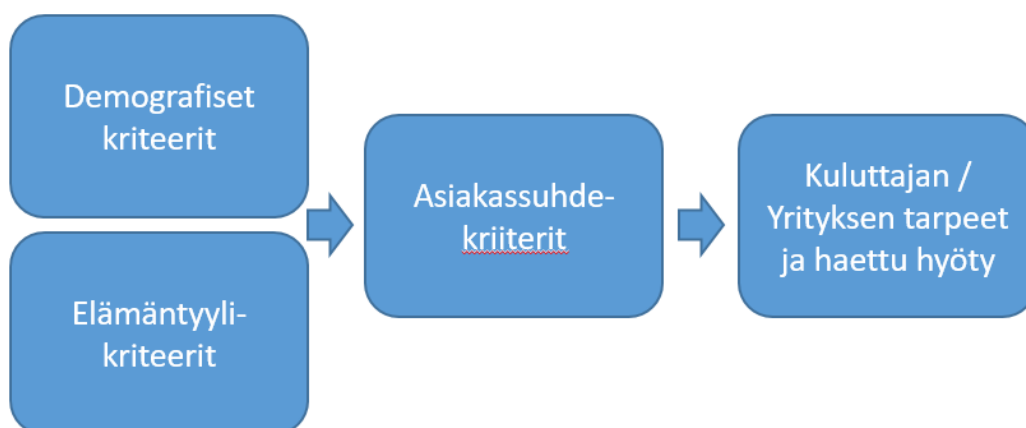 Demografiset
kriteerit
Elämäntyyli-
kriteerit
Asiakassuhde-
kriiterit
Kuluttajan /
Yrityksen tarpeet
ja haettu hyöty